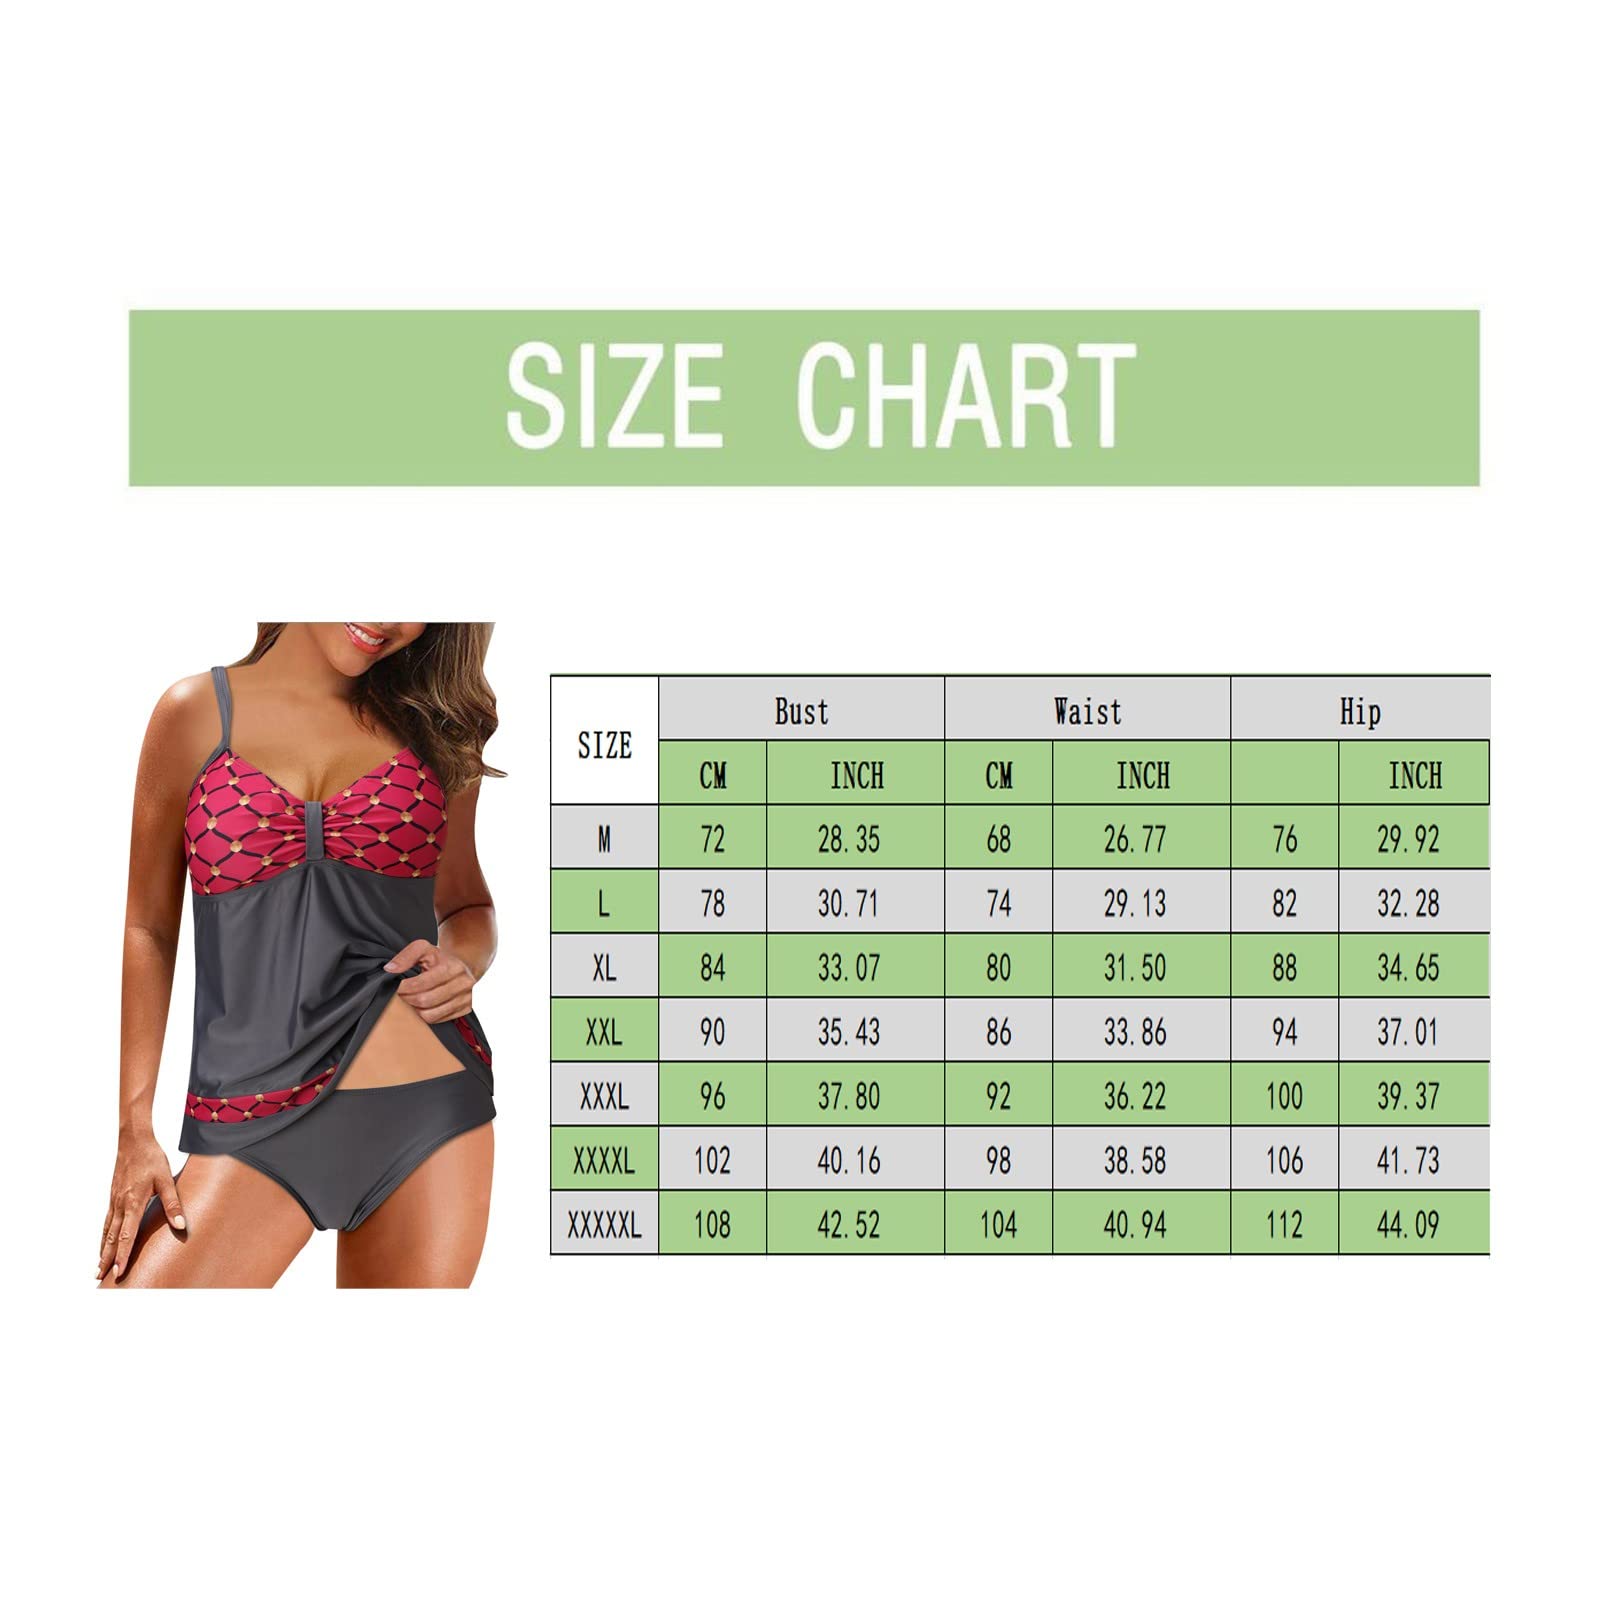 SIZE CHART
SIZE Bust Waist Hip
CM INCH CM INCH INCH
M 72 28.35 68 26.77 76 29.92
L 78 30.71 74 29.13 82 32.28
XL 84 33.07 80 31.50 88 34.65
XXL 90 35.43 86 33.86 94 37.01
XXXL 96 37.80 92 36.22 100 39.37
XXXXL 102 40.16 98 38.58 106 41.73
XXXXXL 108 42.52 104 40.94 112 44.09